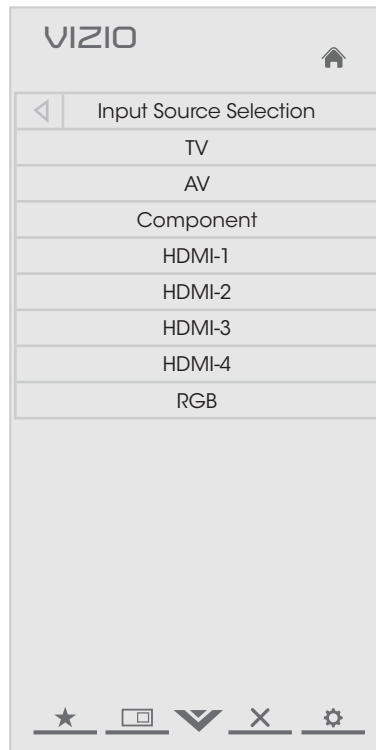 VIZIO
Input Source Selection
TV
AV
Component
HDMI-1
HDMI-2
HDMI-3
HDMI-4
RGB